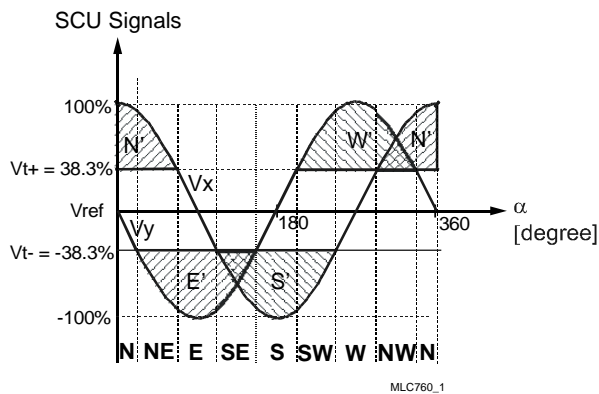 SCU Signals
100%
N'
W'
N'
Vt+ = 38.3%
Vx
Vref
180
360
α
[degree]
Vy
Vt- = -38.3%
E'
S'
-100%
N NE E SE S SW W NW N
MLC760_1